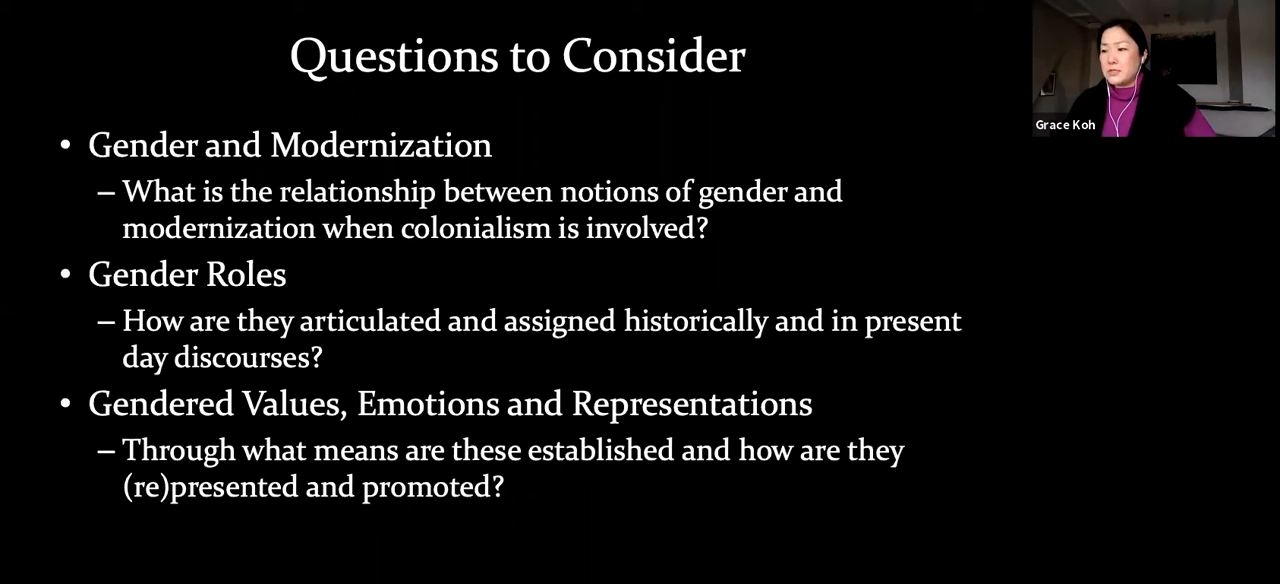 Questions to Consider
Grace Koh
• Gender and Modernization
– What is the relationship between notions of gender and
modernization when colonialism is involved?
• Gender Roles
– How are they articulated and assigned historically and in present
day discourses?
• Gendered Values, Emotions and Representations
– Through what means are these established and how are they
(re)presented and promoted?